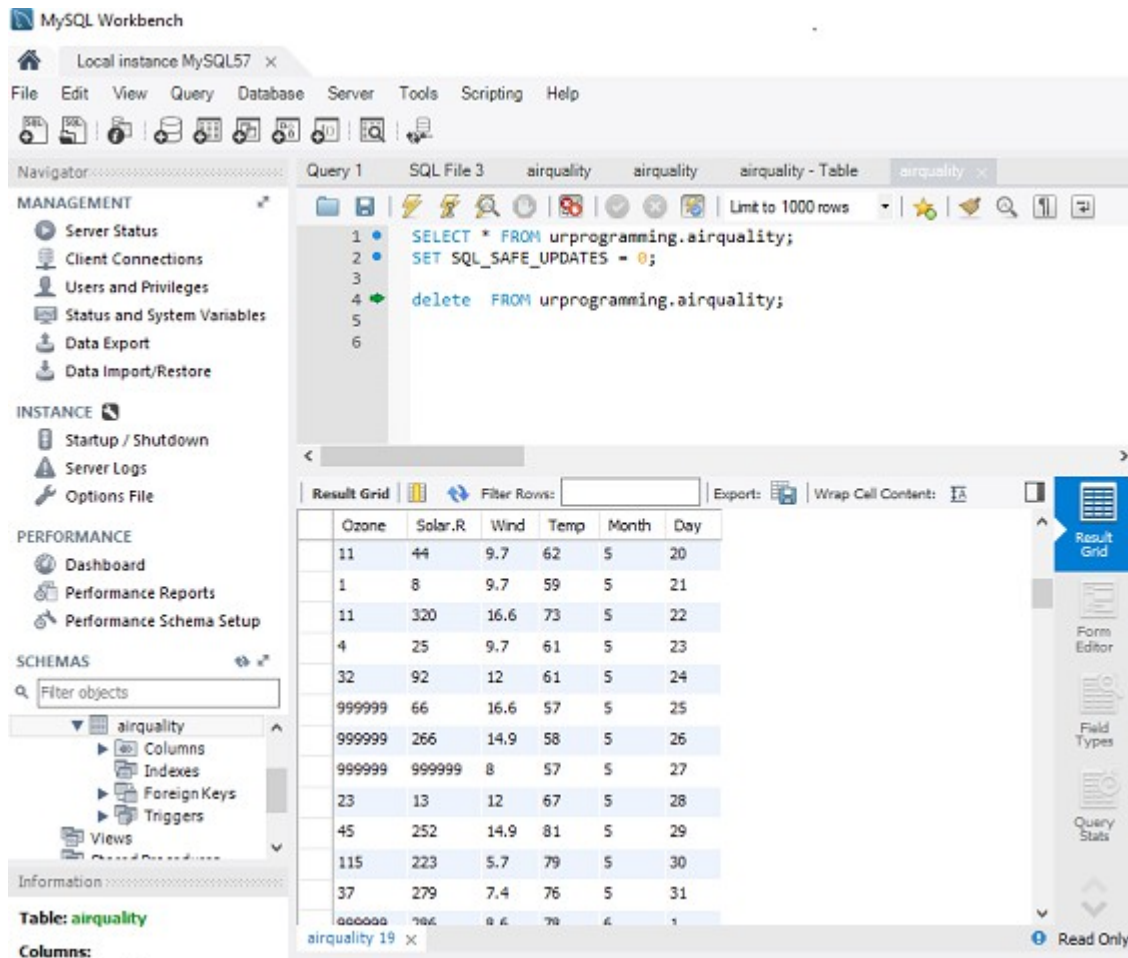 MySQL Workbench
Local instance MySQL57 ×
File Edit View Query Database Server Tools Scripting Help
Navigator
MANAGEMENT
Server Status
Client Connections
Users and Privileges
Status and System Variables
Data Export
Data Import/Restore
INSTANCE
Startup / Shutdown
Server Logs
Options File
PERFORMANCE
Dashboard
Performance Reports
Performance Schema Setup
SCHEMAS
Filter objects
airquality
Columns
Indexes
Foreign Keys
Triggers
Views
Information
Table: airquality
Columns:
Query 1 SQL File 3 airquality airquality airquality - Table airquality ×
Limit to 1000 rows
1 SELECT * FROM urprogramming.airquality;
2 SET SQL_SAFE_UPDATES = 0;
3
4 delete FROM urprogramming.airquality;
5
6
Result Grid Filter Rows: Export: Wrap Cell Content:
Ozone Solar.R Wind Temp Month Day
11 44 9.7 62 5 20
1 8 9.7 59 5 21
11 320 16.6 73 5 22
4 25 9.7 61 5 23
32 92 12 61 5 24
999999 66 16.6 57 5 25
999999 266 14.9 58 5 26
999999 999999 8 57 5 27
23 13 12 67 5 28
45 252 14.9 81 5 29
115 223 5.7 79 5 30
37 279 7.4 76 5 31
999999 286 8.6 78 6 1
airquality 19 ×
Result
Grid
Form
Editor
Field
Types
Query
Stats
Read Only